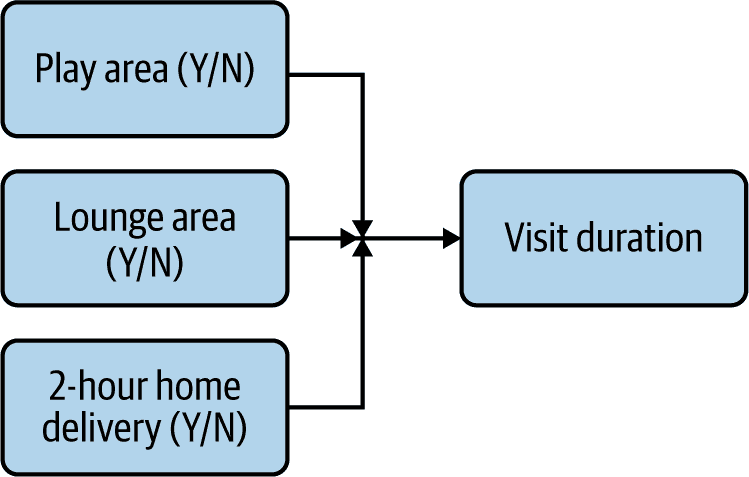 Play area (Y/N)
Lounge area
(Y/N)
Visit duration
2-hour home
delivery (Y/N)